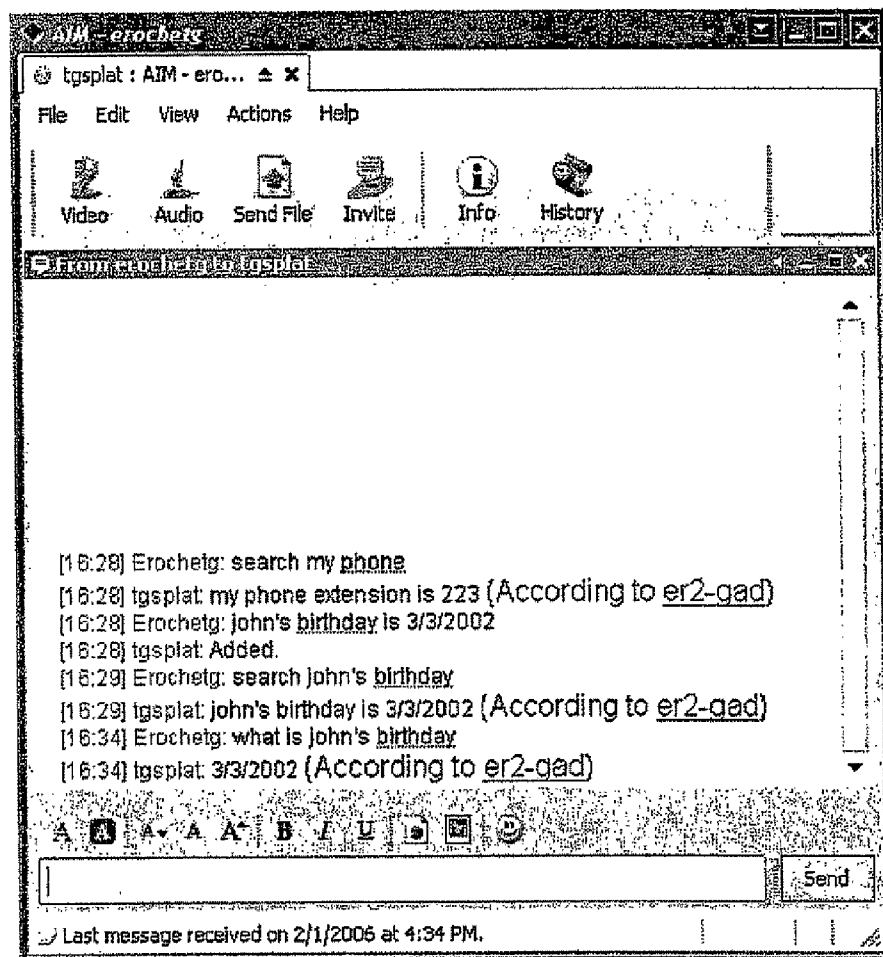 AIM - erochetg
tgsplat : AIM - ero...
File Edit View Actions Help
Video Audio Send File Invite Info History
From erochetg to tgsplat
[16:28] Erochetg: search my phone
[16:28] tgsplat: my phone extension is 223 (According to er2-gad)
[16:28] Erochetg: john's birthday is 3/3/2002
[16:28] tgsplat: Added.
[16:29] Erochetg: search john's birthday
[16:29] tgsplat: john's birthday is 3/3/2002 (According to er2-gad)
[16:34] Erochetg: what is john's birthday
[16:34] tgsplat: 3/3/2002 (According to er2-gad)
A A A A A B I U
Send
Last message received on 2/1/2006 at 4:34 PM.